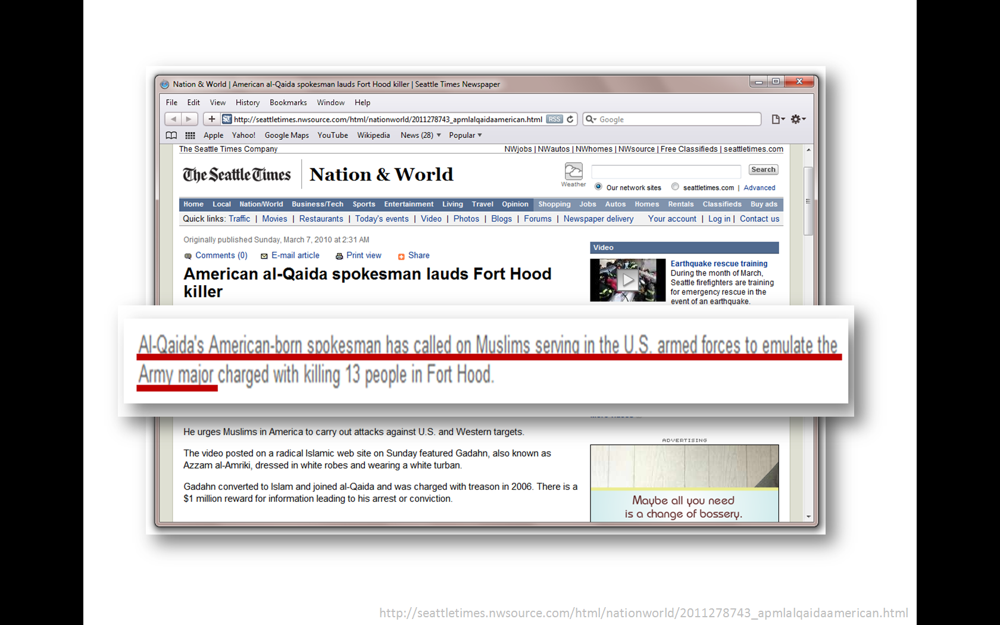 Nation & World | American al-Qaida spokesman lauds Fort Hood killer | Seattle Times Newspaper
File Edit View History Bookmarks Window Help
http://seattletimes.nwsource.com/html/nationworld/2011278743_apmlalqaidaamerican.html RSS Google
Apple Yahoo! Google Maps YouTube Wikipedia News (28) Popular
The Seattle Times Company NWjobs | NWautos | NWhomes | NWsource | Free Classifieds | seattletimes.com
The Seattle Times Nation & World
Search
Weather
Our network sites seattletimes.com | Advanced
Home Local Nation/World Business/Tech Sports Entertainment Living Travel Opinion Shopping Jobs Autos Homes Rentals Classifieds Buy ads
Quick links: Traffic | Movies | Restaurants | Today's events | Video | Photos | Blogs | Forums | Newspaper delivery Your account | Log in | Contact us
Originally published Sunday, March 7, 2010 at 2:31 AM
Comments (0) E-mail article Print view Share
American al-Qaida spokesman lauds Fort Hood
killer
Video
Earthquake rescue training
During the month of March,
Seattle firefighters are training
for emergency rescue in the
event of an earthquake.
Al-Qaida's American-born spokesman has called on Muslims serving in the U.S. armed forces to emulate the
Army major charged with killing 13 people in Fort Hood.
He urges Muslims in America to carry out attacks against U.S. and Western targets.
The video posted on a radical Islamic web site on Sunday featured Gadahn, also known as
Azzam al-Amriki, dressed in white robes and wearing a white turban.
Gadahn converted to Islam and joined al-Qaida and was charged with treason in 2006. There is a
$1 million reward for information leading to his arrest or conviction.
ADVERTISING
Maybe all you need
is a change of bossery.
http://seattletimes.nwsource.com/html/nationworld/2011278743_apmlalqaidaamerican.html